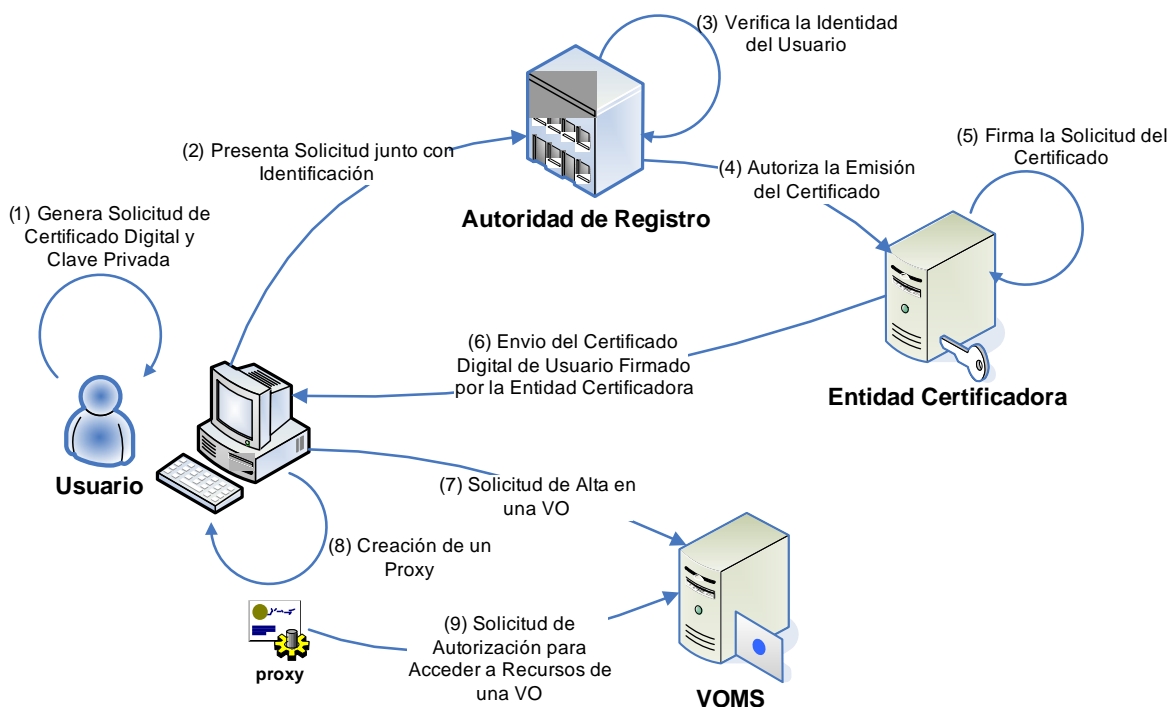 (3) Verifica la Identidad
del Usuario
(5) Firma la Solicitud del
Certificado
(2) Presenta Solicitud junto con
Identificación
(4) Autoriza la Emisión
del Certificado
Autoridad de Registro
(1) Genera Solicitud de
Certificado Digital y
Clave Privada
(6) Envio del Certificado
Digital de Usuario Firmado
por la Entidad Certificadora
Entidad Certificadora
Usuario
(7) Solicitud de Alta en
una VO
(8) Creación de un
Proxy
(9) Solicitud de
Autorización para
Acceder a Recursos de
una VO
proxy
VOMS